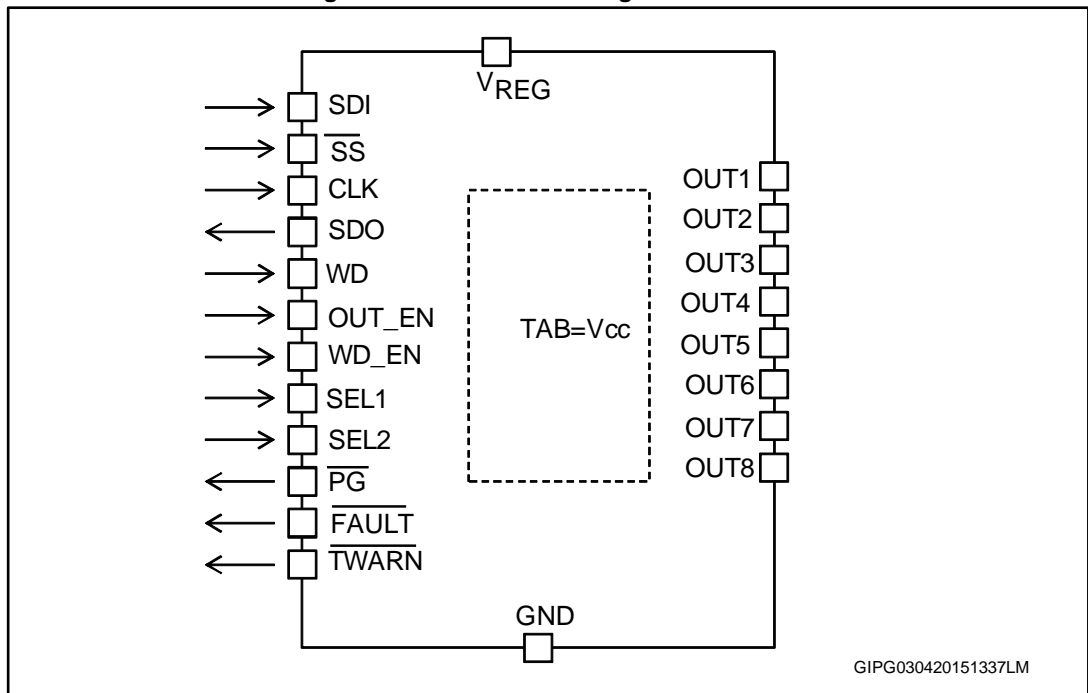 VREG
SDI
SS
CLK
SDO
WD
OUT_EN
WD_EN
SEL1
SEL2
PG
FAULT
TWARN
TAB=Vcc
OUT1
OUT2
OUT3
OUT4
OUT5
OUT6
OUT7
OUT8
GND
GIPG030420151337LM